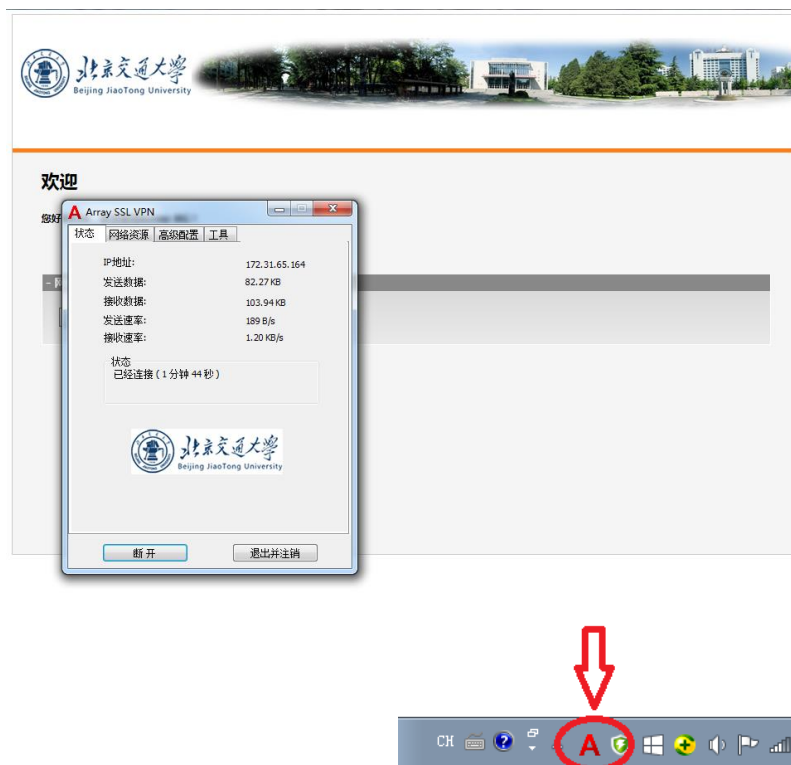 北京交通大学
Beijing JiaoTong University
欢迎
您好
Array SSL VPN
状态 网络资源 高级配置 工具
IP地址: 172.31.65.164
发送数据: 82.27 KB
接收数据: 103.94 KB
发送速率: 189 B/s
接收速率: 1.20 KB/s
状态
已经连接 ( 1 分钟 44 秒 )
北京交通大学
Beijing JiaoTong University
断开 退出并注销
CH A